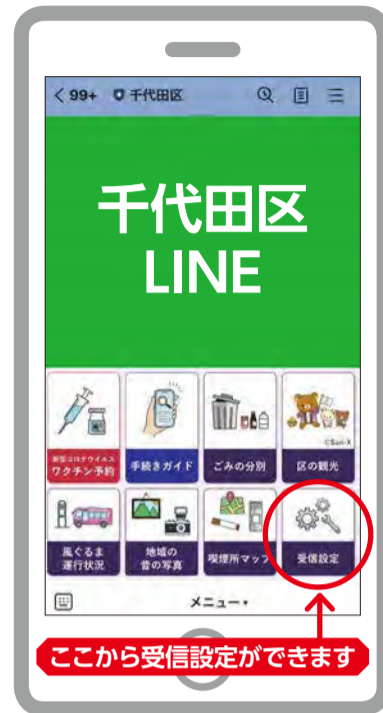 < 99+ 千代田区
千代田区
LINE
新型コロナウイルス
ワクチン予約
手続きガイド
ごみの分別
©San-X
区の観光
風ぐるま
運行状況
地域の
昔の写真
喫煙所マップ
受信設定
メニュー▾
ここから受信設定ができます